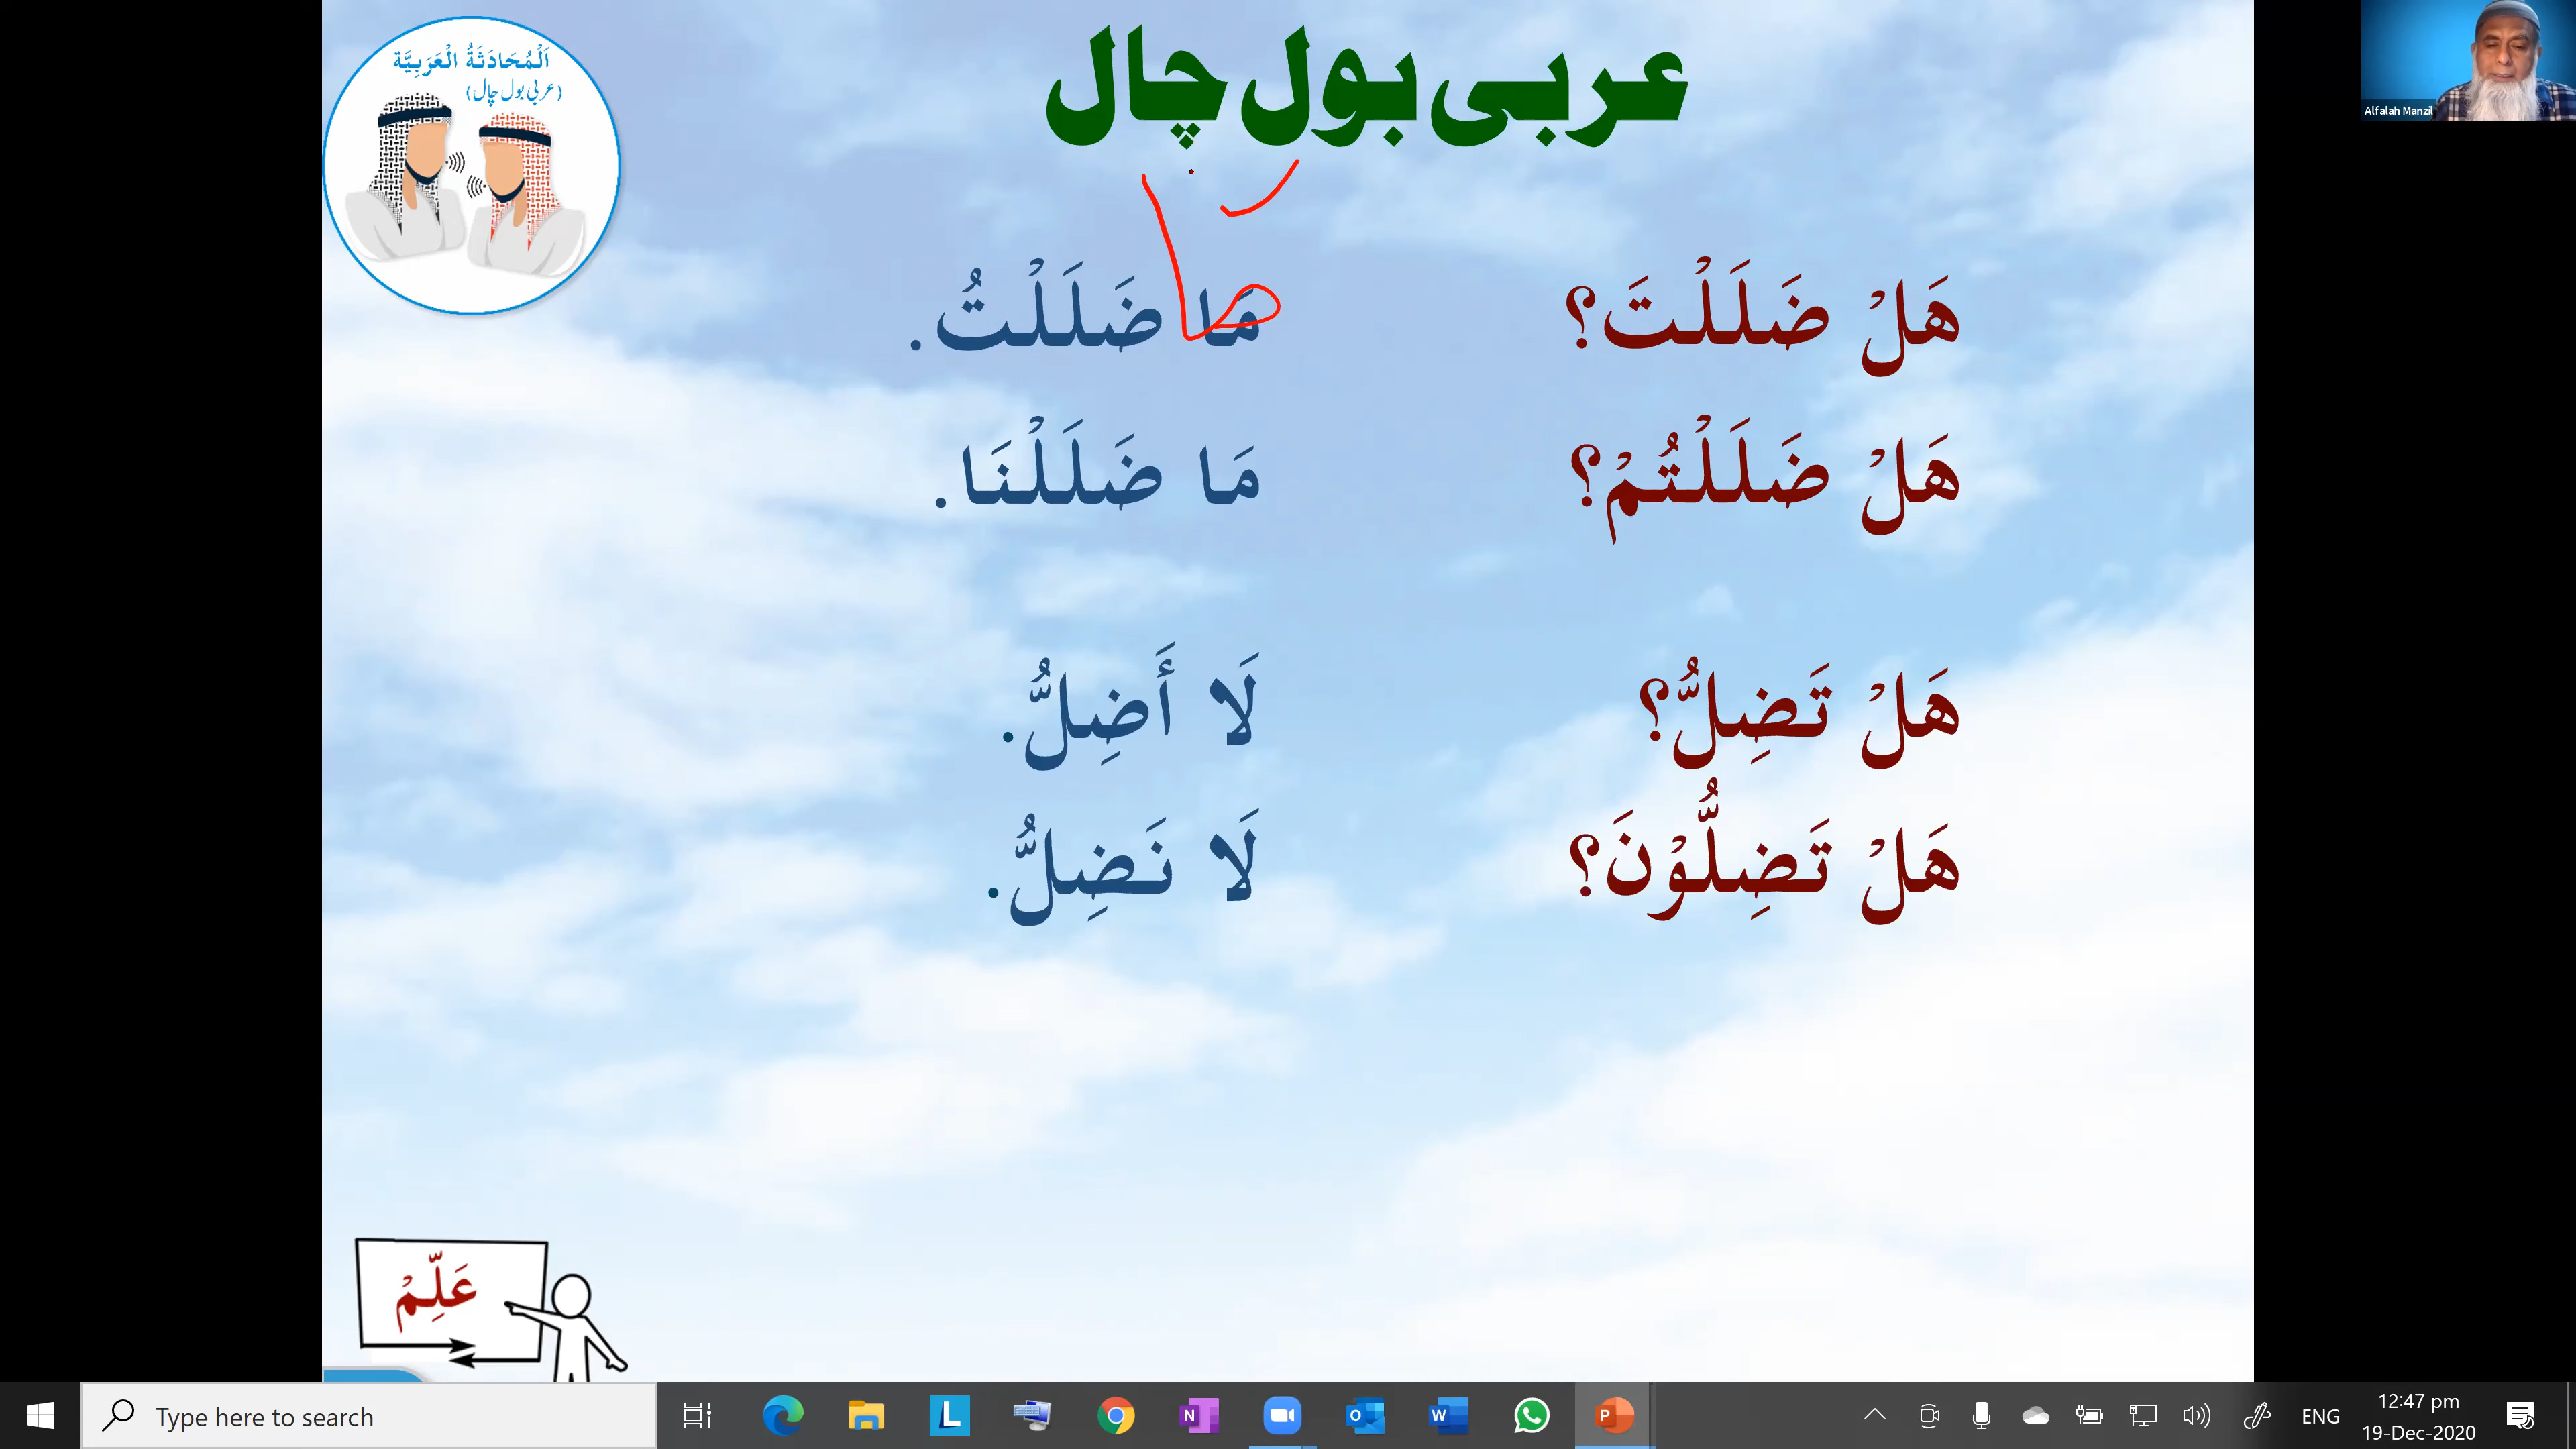 اَلْمُحَادَثَةُ الْعَرَبِيَّة
(عربی بول چال)
عربی بول چال
Alfalah Manzil
هَلْ ضَلَلْتَ؟ مَا ضَلَلْتُ.
هَلْ ضَلَلْتُمْ؟ مَا ضَلَلْنَا.
هَلْ تَضِلُّ؟ لَا أَضِلُّ.
هَلْ تَضِلُّوْنَ؟ لَا نَضِلُّ.
عَلِّمْ
Type here to search
ENG
12:47 pm
19-Dec-2020